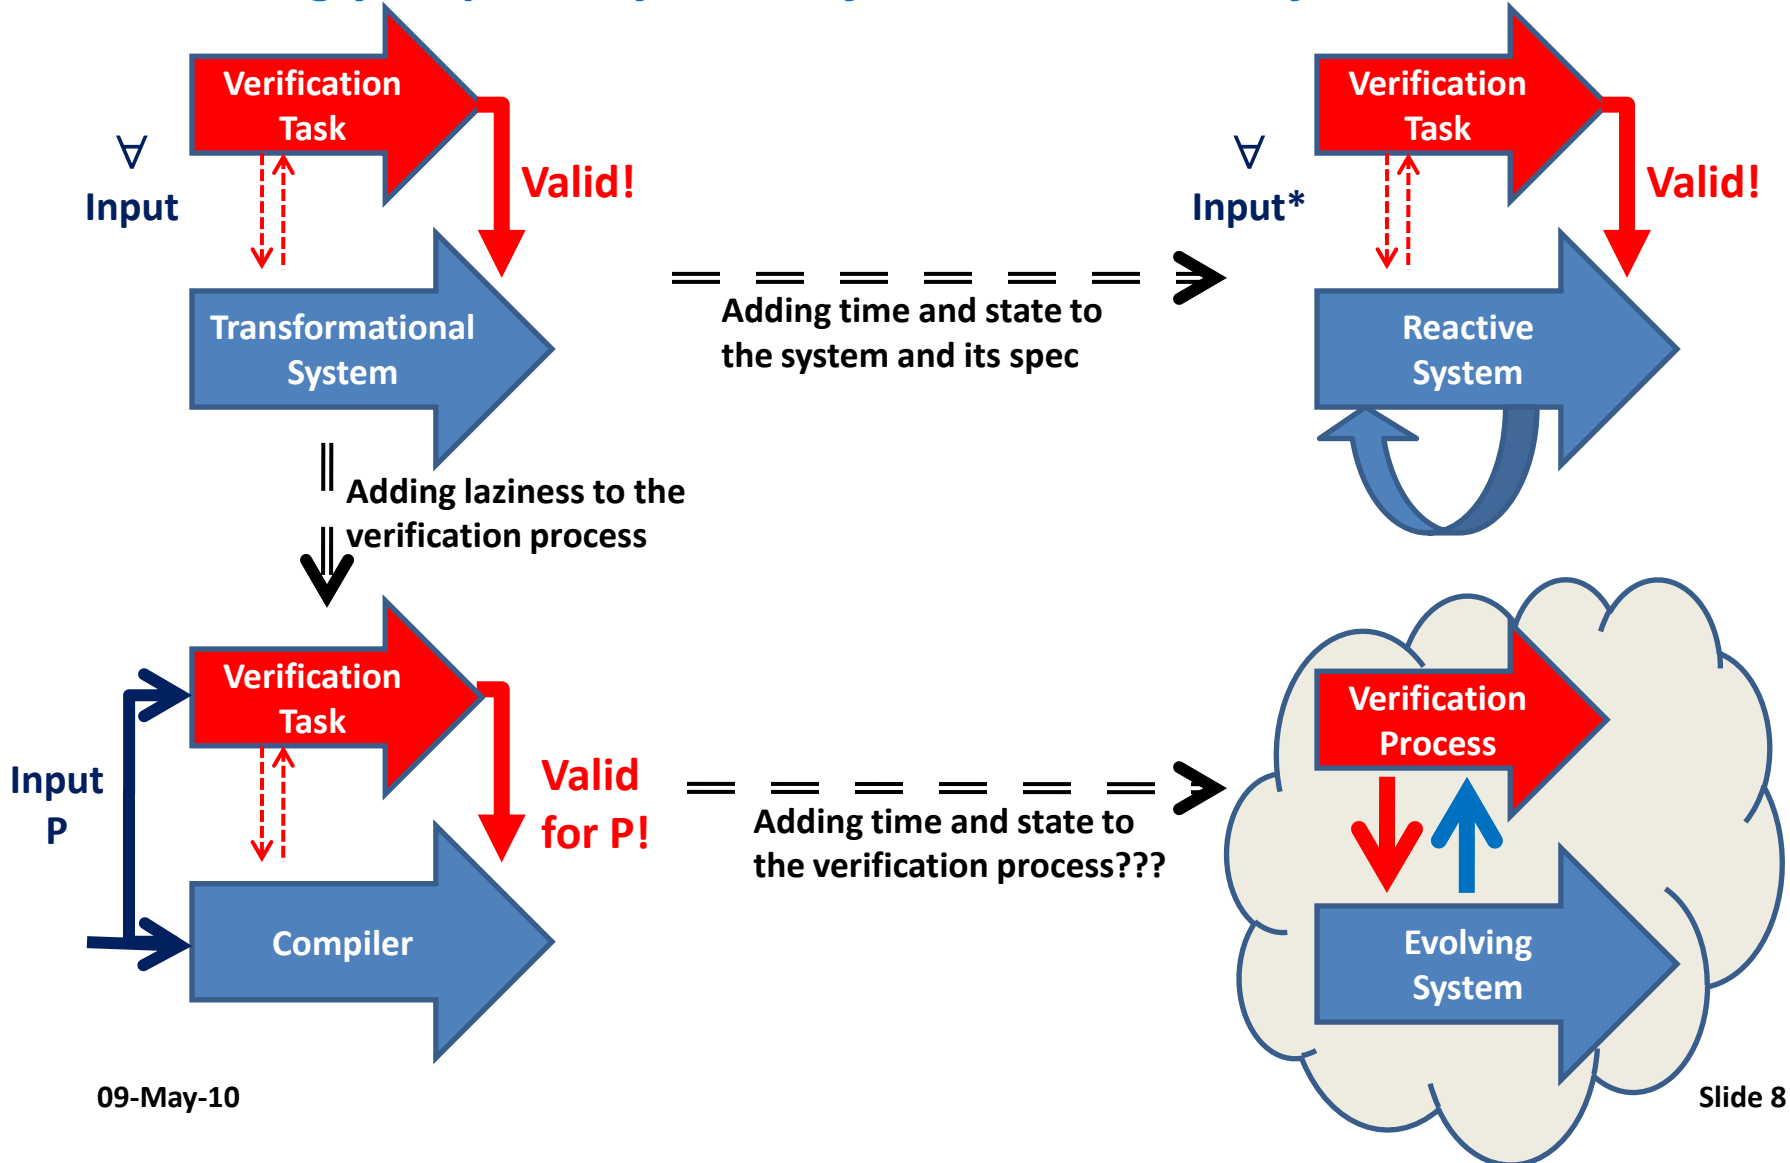 Verification
Task
∀
Input
Valid!
Transformational
System
Adding time and state to
the system and its spec
Verification
Task
∀
Input*
Valid!
Reactive
System
Adding laziness to the
verification process
Verification
Task
Input
P
Valid
for P!
Compiler
Adding time and state to
the verification process???
Verification
Process
Evolving
System
09-May-10
Slide 8